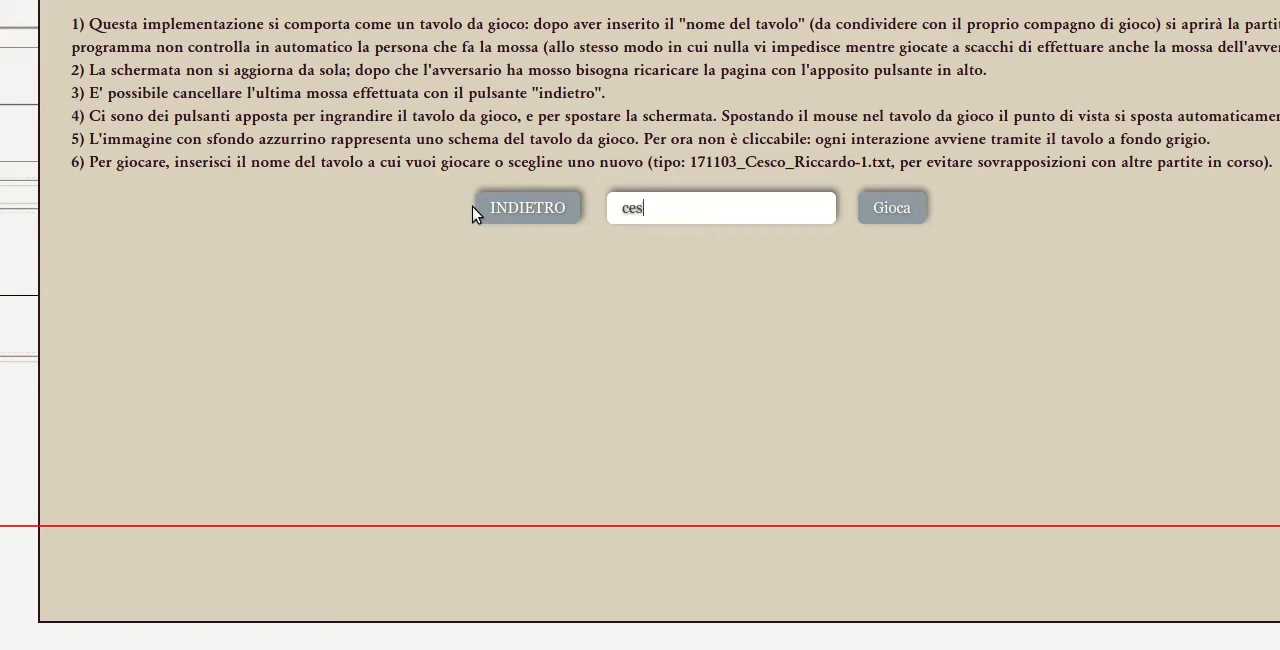 1) Questa implementazione si comporta come un tavolo da gioco: dopo aver inserito il "nome del tavolo" (da condividere con il proprio compagno di gioco) si aprirà la
programma non controlla in automatico la persona che fa la mossa (allo stesso modo in cui nulla vi impedisce mentre giocate a scacchi di effettuare anche la mossa
2) La schermata non si aggiorna da sola; dopo che l'avversario ha mosso bisogna ricaricare la pagina con l'apposito pulsante in alto.
3) E' possibile cancellare l'ultima mossa effettuata con il pulsante "indietro".
4) Ci sono dei pulsanti apposta per ingrandire il tavolo da gioco, e per spostare la schermata. Spostando il mouse nel tavolo da gioco il punto di vista si sposta
5) L'immagine con sfondo azzurrino rappresenta uno schema del tavolo da gioco. Per ora non è cliccabile: ogni interazione avviene tramite il tavolo a fondo grigio.
6) Per giocare, inserisci il nome del tavolo a cui vuoi giocare o scegline uno nuovo (tipo: 171103_Cesco_Riccardo-1.txt, per evitare sovrapposizioni con altre partite in corso).
INDIETRO ces Gioca